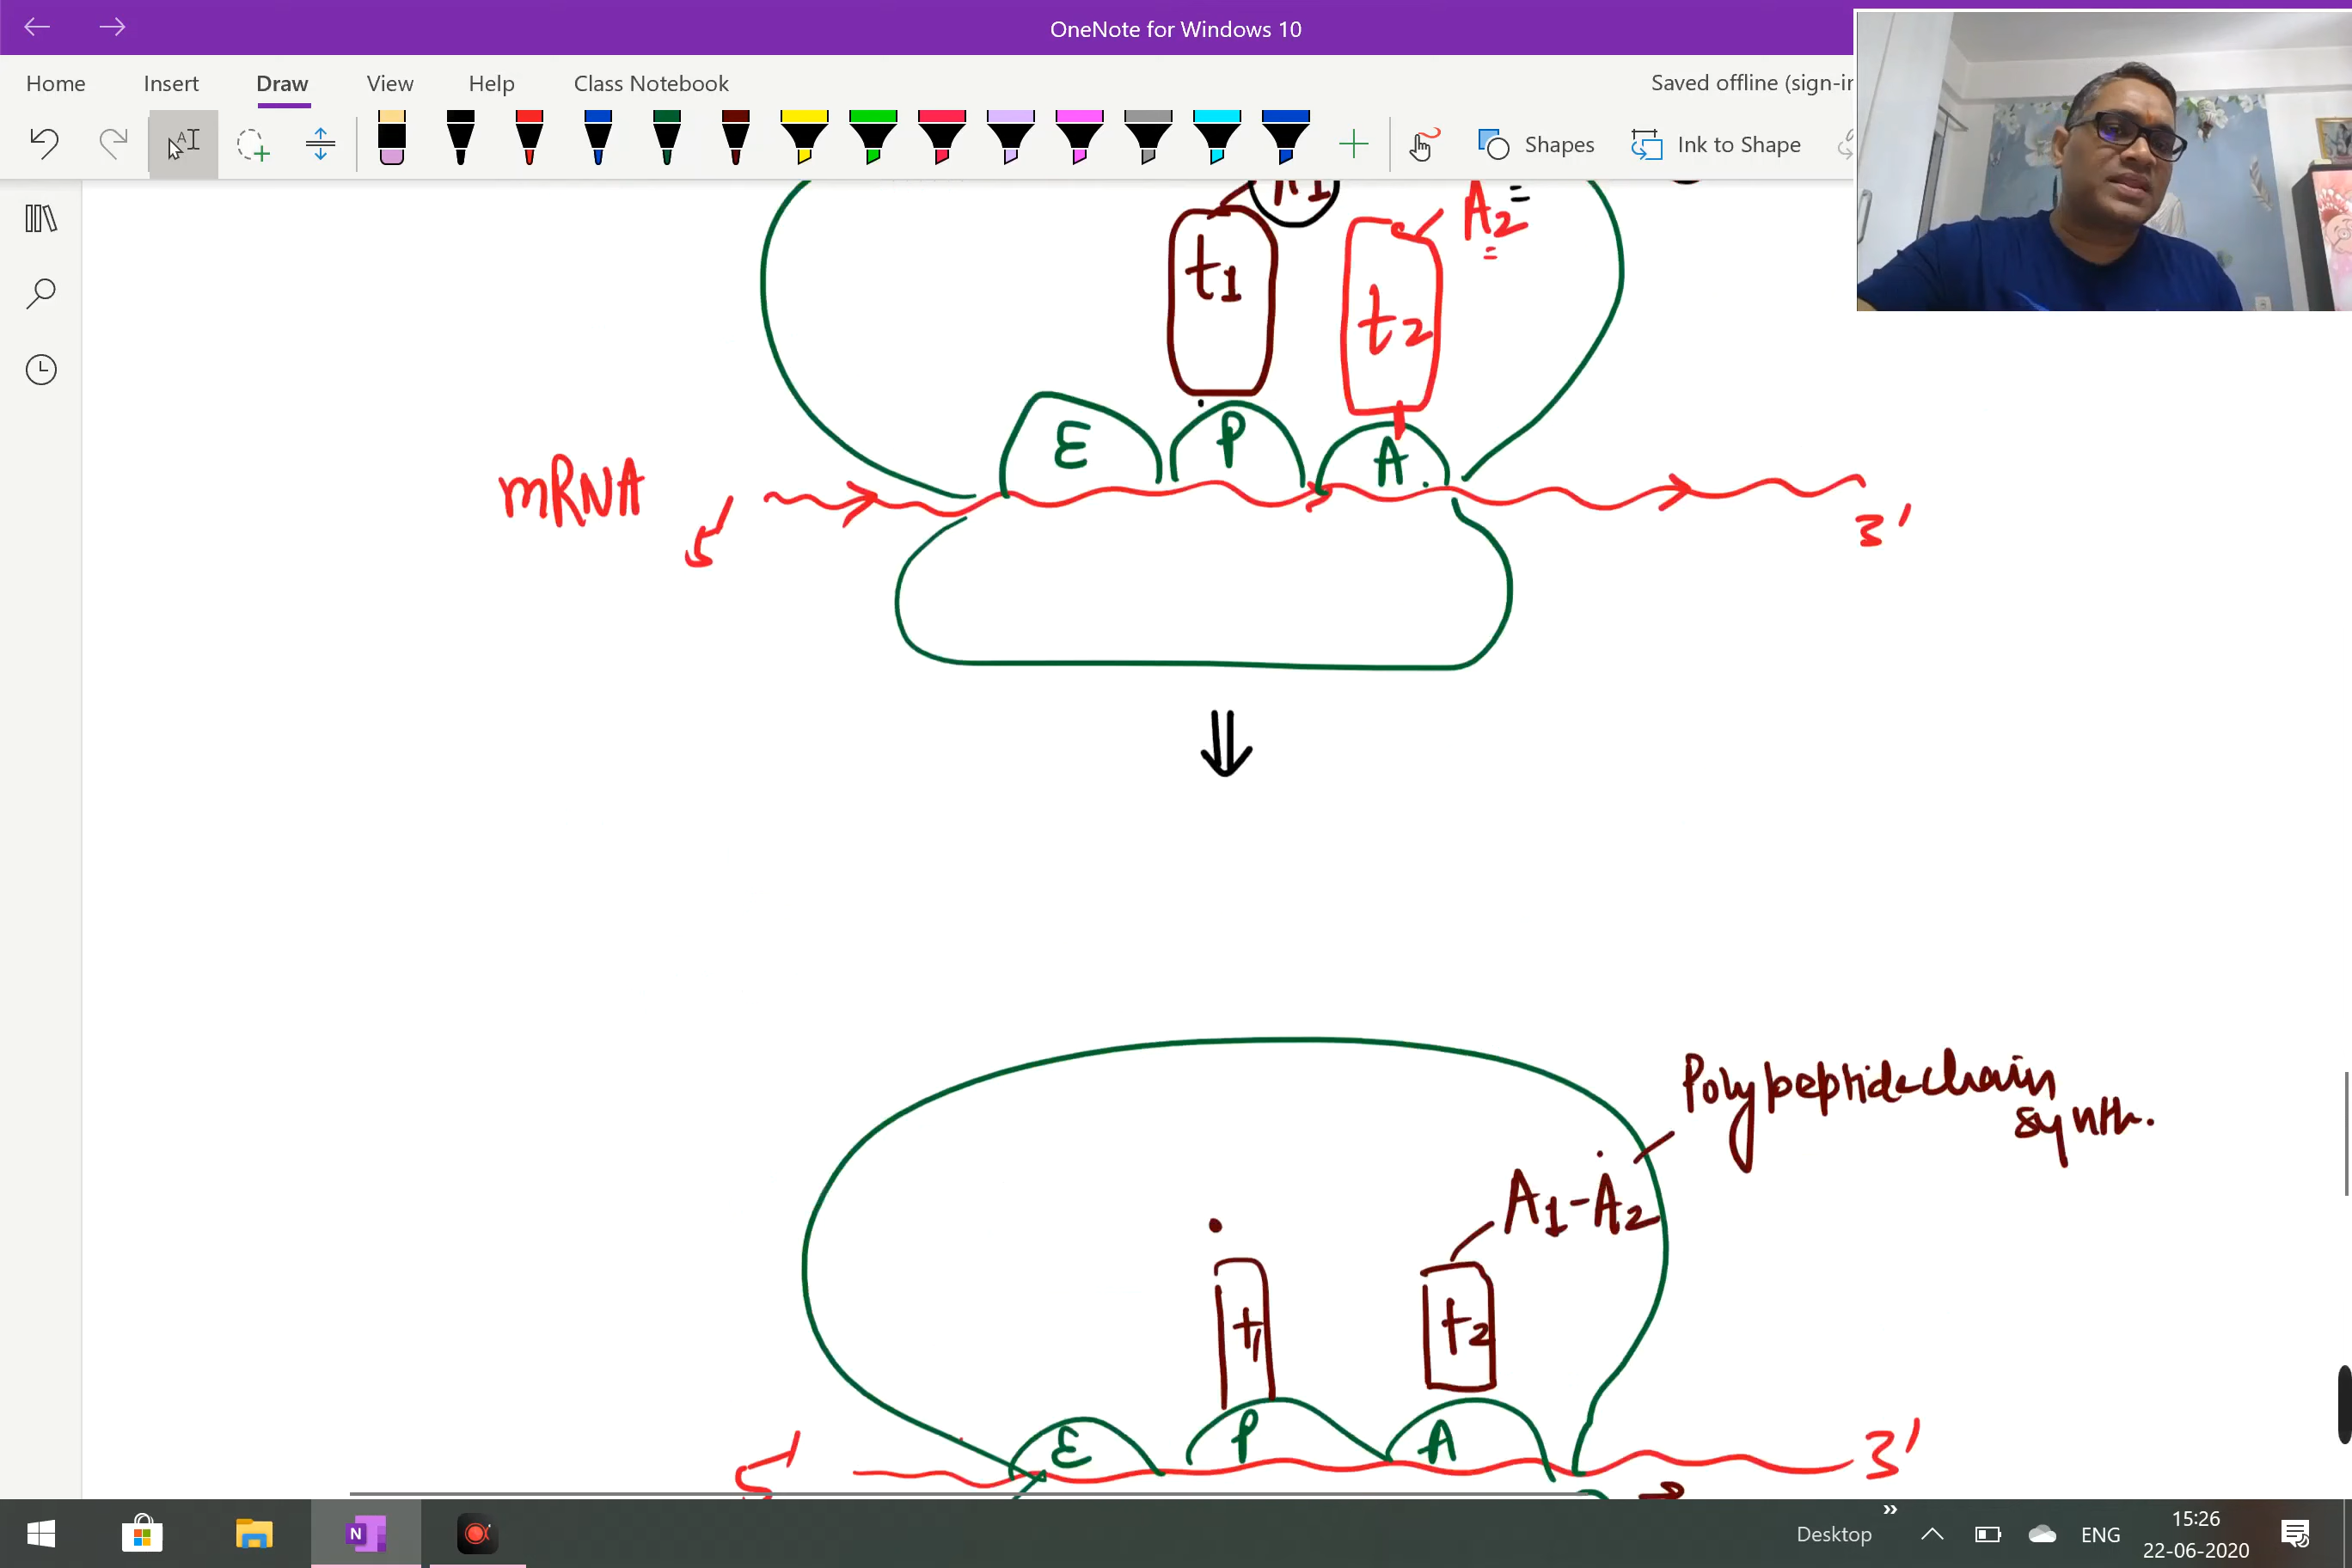 OneNote for Windows 10
Home Insert Draw View Help Class Notebook
Saved offline (sign-in
Shapes Ink to Shape
A1
A2
t1
t2
E P A
mRNA
5'
3'
Polypeptide chain
synth.
A1-A2
t1
t2
E P A
5'
3'
Desktop
ENG
15:26
22-06-2020